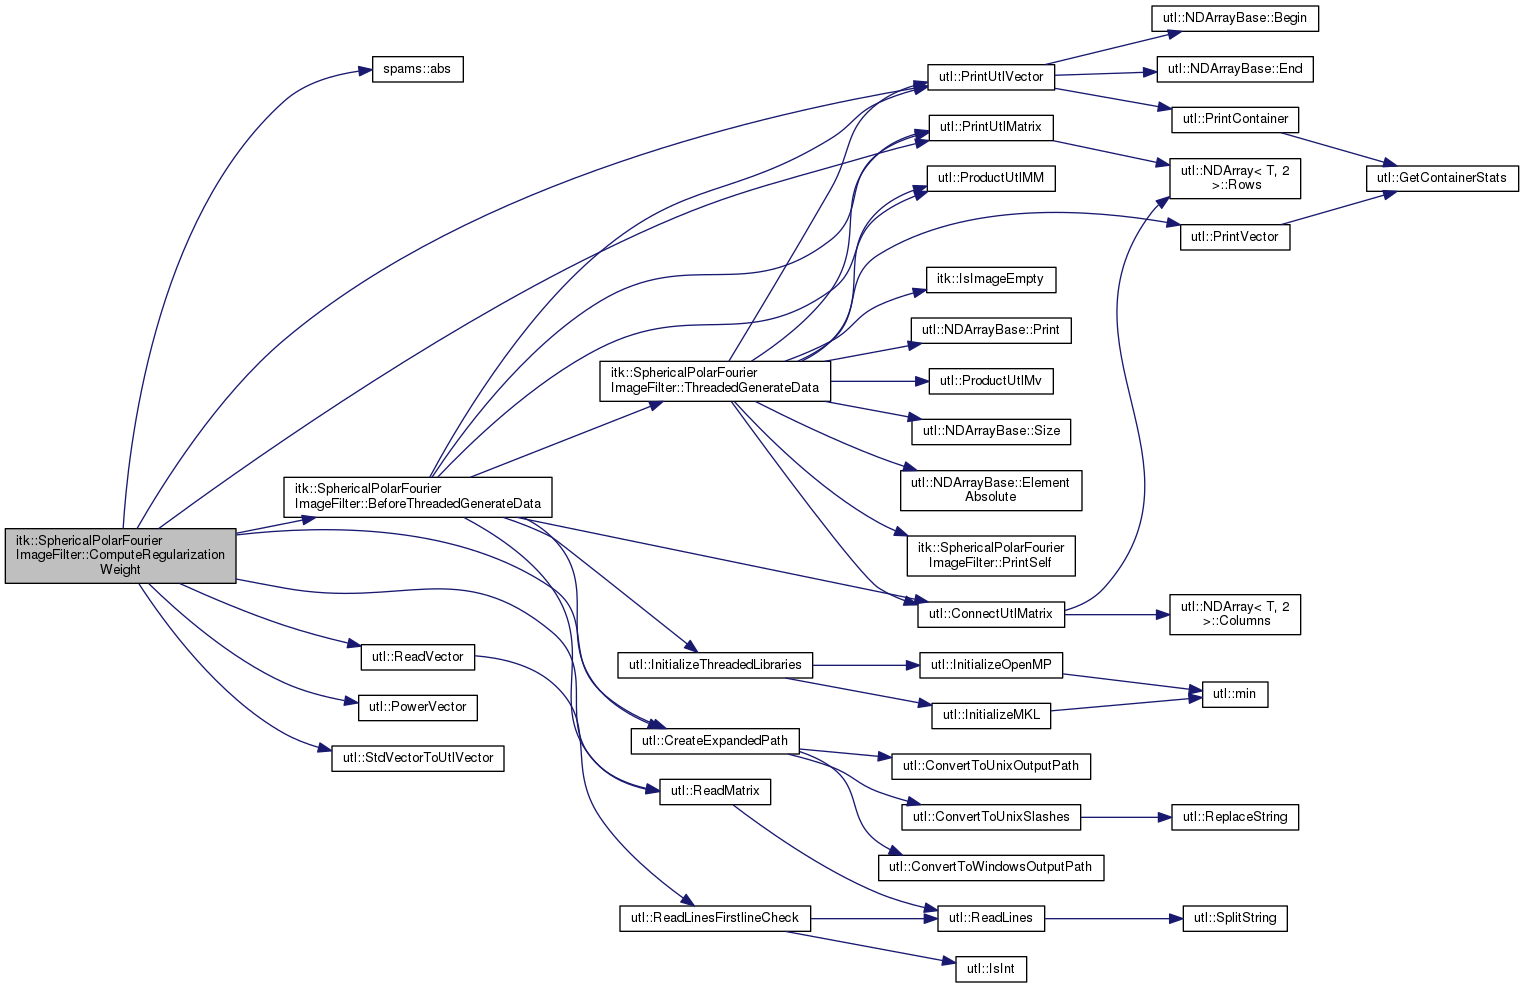 utl::NDArrayBase::Begin
spams::abs
utl::NDArrayBase::End
utl::PrintUtlVector
utl::PrintContainer
utl::PrintUtlMatrix
utl::NDArray< T, 2
>::Rows
utl::GetContainerStats
utl::ProductUtlMM
utl::PrintVector
itk::IsImageEmpty
utl::NDArrayBase::Print
itk::SphericalPolarFourier
ImageFilter::ThreadedGenerateData
utl::ProductUtlMv
utl::NDArrayBase::Size
itk::SphericalPolarFourier
ImageFilter::BeforeThreadedGenerateData
utl::NDArrayBase::Element
Absolute
itk::SphericalPolarFourier
ImageFilter::ComputeRegularization
Weight
itk::SphericalPolarFourier
ImageFilter::PrintSelf
utl::ConnectUtlMatrix
utl::NDArray< T, 2
>::Columns
utl::ReadVector
utl::InitializeThreadedLibraries
utl::InitializeOpenMP
utl::min
utl::PowerVector
utl::InitializeMKL
utl::StdVectorToUtlVector
utl::CreateExpandedPath
utl::ConvertToUnixOutputPath
utl::ReadMatrix
utl::ConvertToUnixSlashes
utl::ReplaceString
utl::ConvertToWindowsOutputPath
utl::ReadLinesFirstlineCheck
utl::ReadLines
utl::SplitString
utl::IsInt